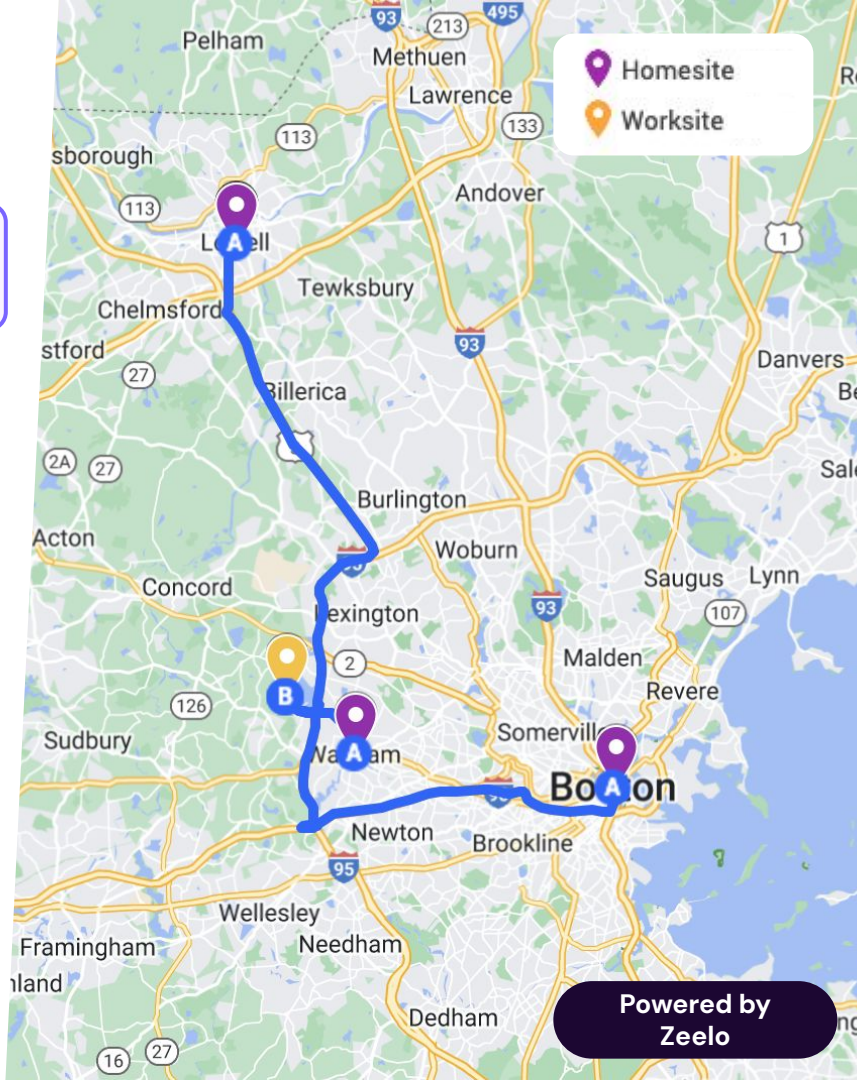 93
495
213
Pelham
Methuen
Lawrence
Homesite
Worksite
113
133
sborough
Andover
113
1
A
Tewksbury
Chelmsford
93
stford
Danvers
27
Billerica
2A
27
Burlington
Acton
Woburn
Concord
Saugus
Lynn
93
107
Lexington
Malden
2
Revere
B
126
Somerville
Sudbury
A
A
Newton
Brookline
95
Wellesley
Framingham
Needham
Dedham
Powered by
Zeelo
16
27